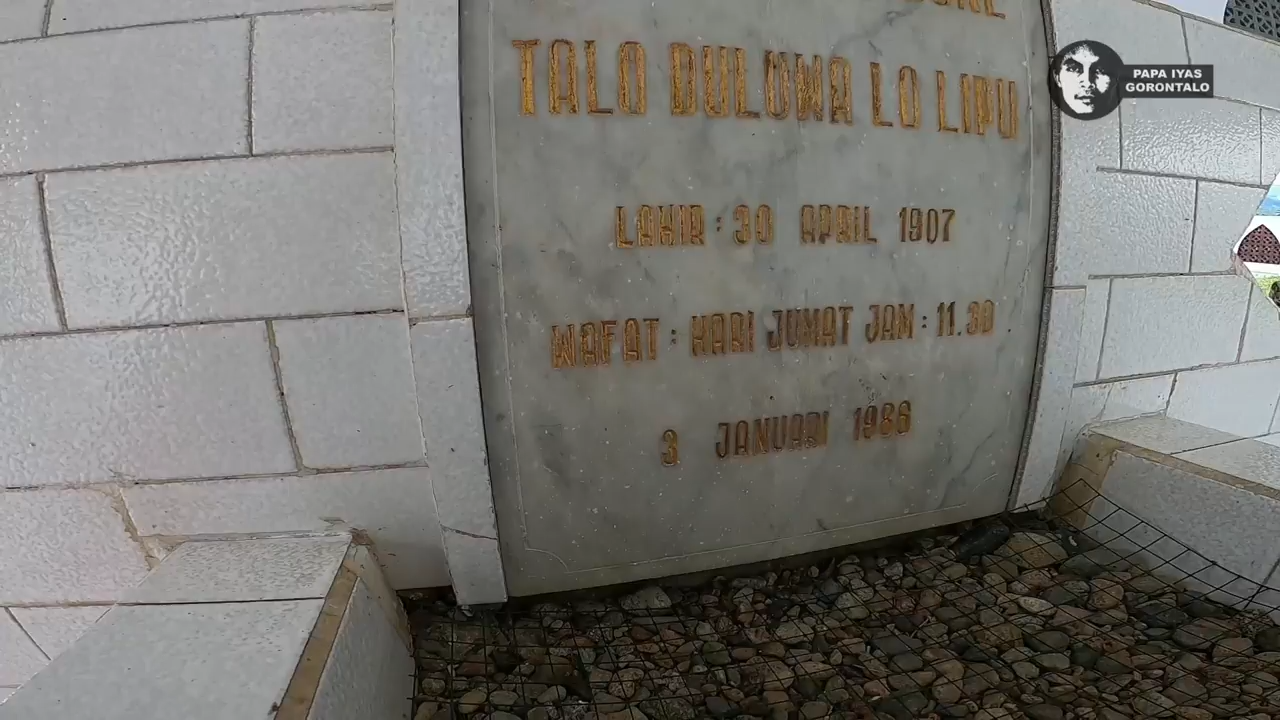 TALO DULUWA LO LIPU
LAHIR : 30 APRIL 1907
WAFAT : HARI JUMAT JAM : 11.30
3 JANUARI 1986
PAPA IYAS
GORONTALO